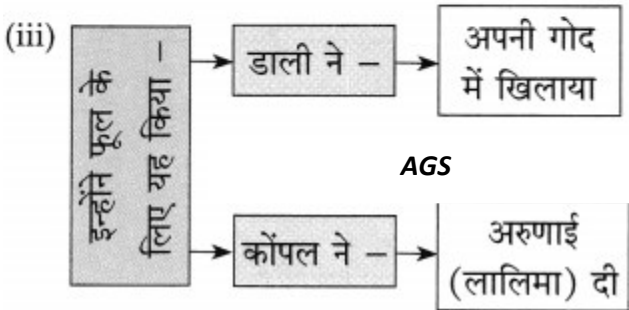 (iii)
इन्होंने फूल के
लिए यह किया –
डाली ने –
अपनी गोद
में खिलाया
AGS
कोंपल ने –
अरुणाई
(लालिमा) दी